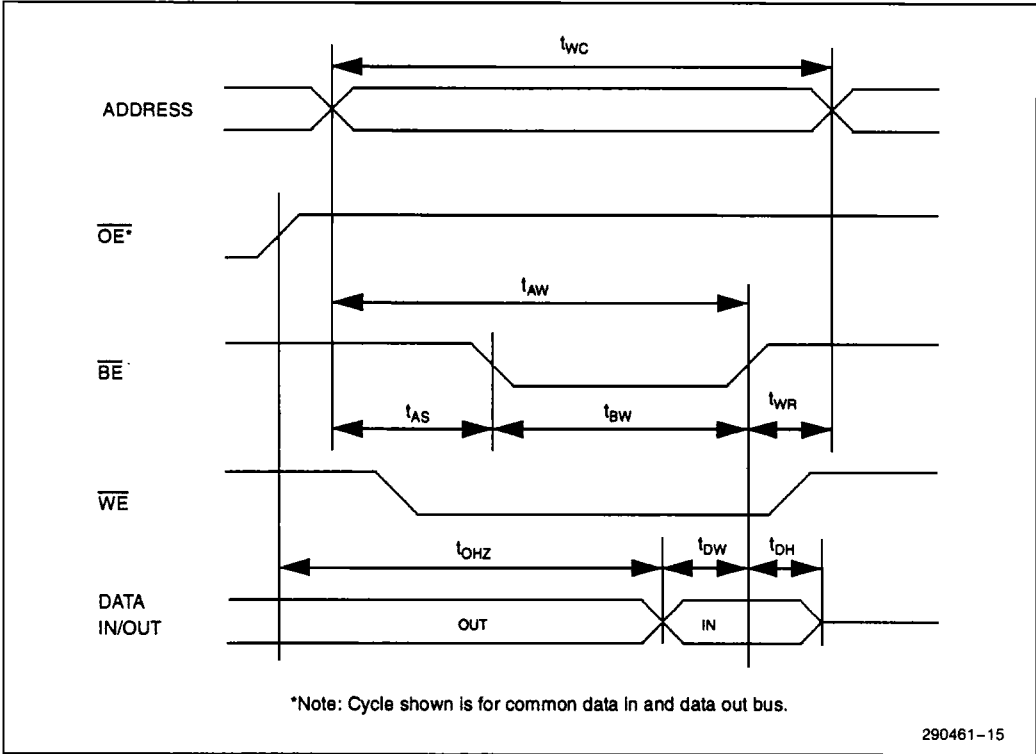 tWC
ADDRESS
OE*
tAW
BE
tAS tBW tWR
WE
tOHZ tDW tDH
DATA
IN/OUT
OUT IN
*Note: Cycle shown is for common data in and data out bus.
290461–15